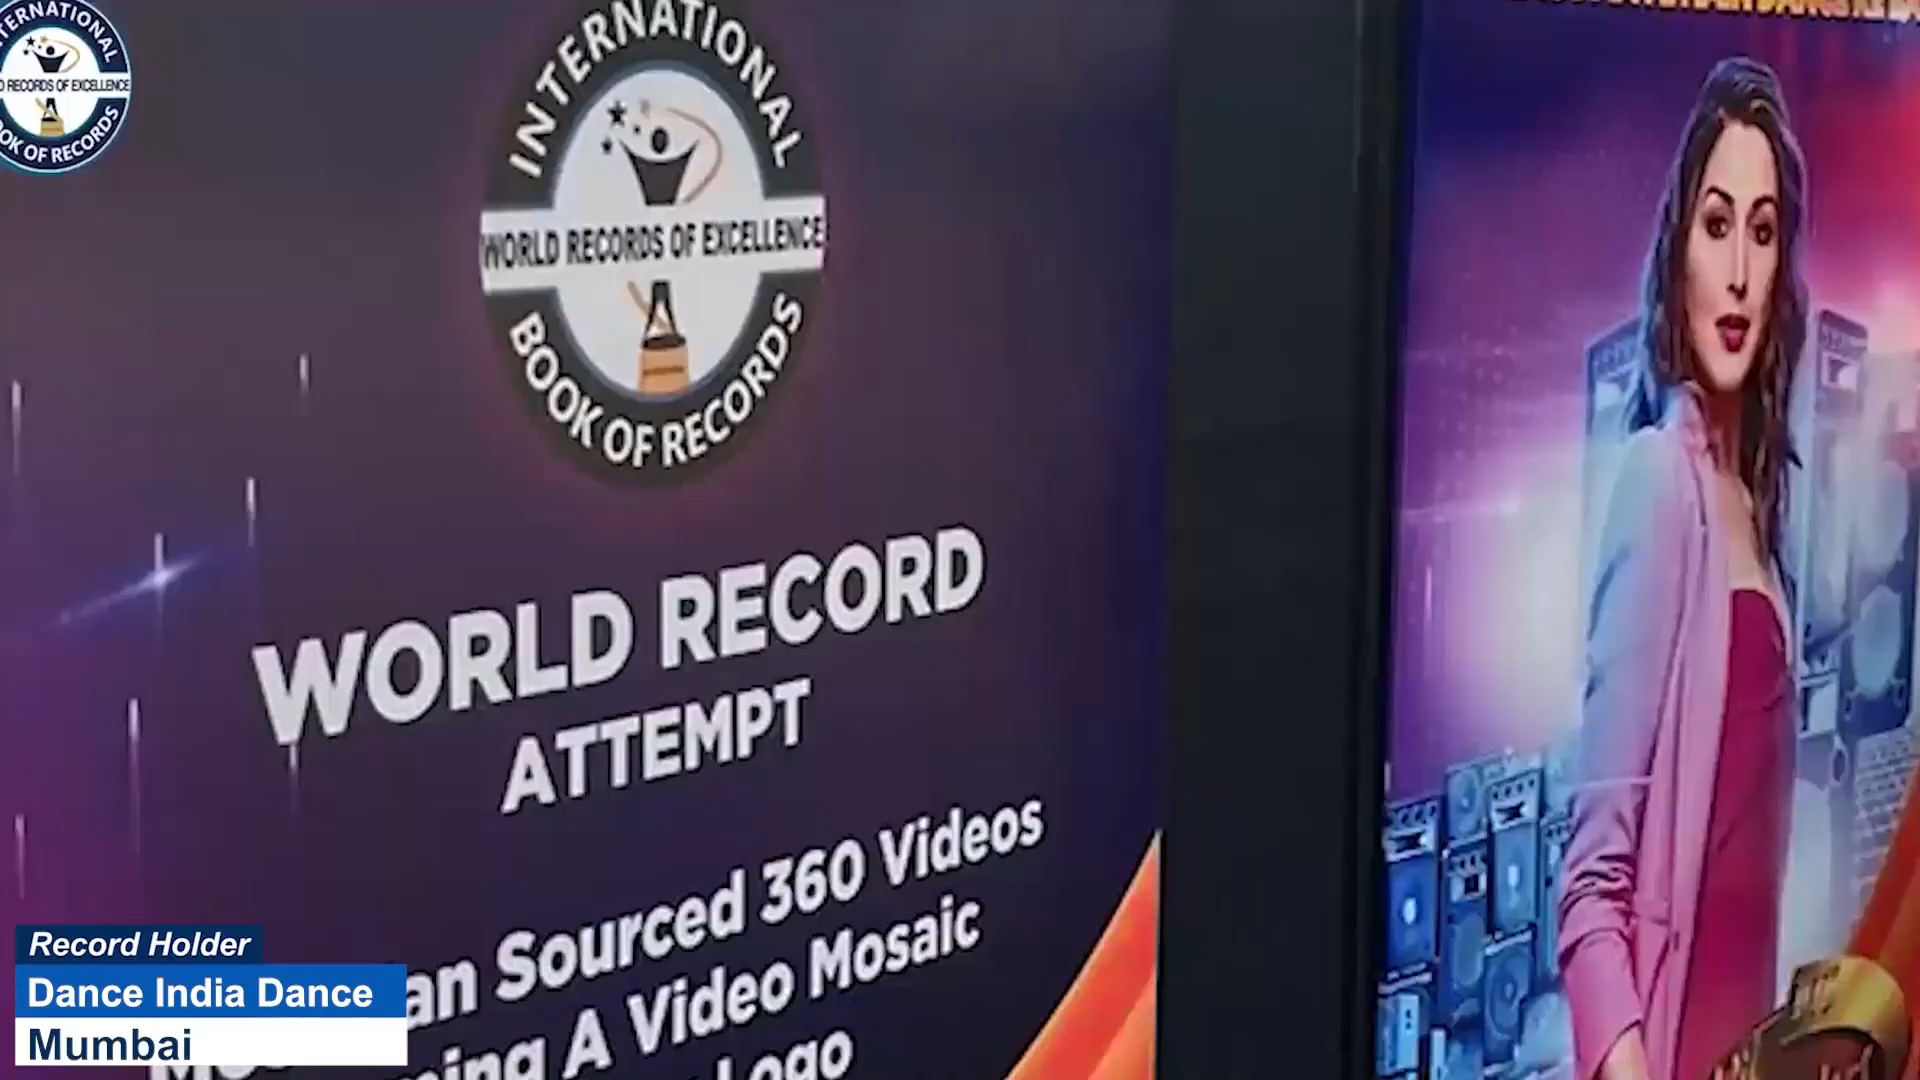 INTERNATIONAL
WORLD RECORDS OF EXCELLENCE
BOOK OF RECORDS
WORLD RECORD
ATTEMPT
Sourced 360 Videos
A Video Mosaic
Logo
RECORDS OF EXCELLENCE
OF RECORDS
Record Holder
Dance India Dance
Mumbai